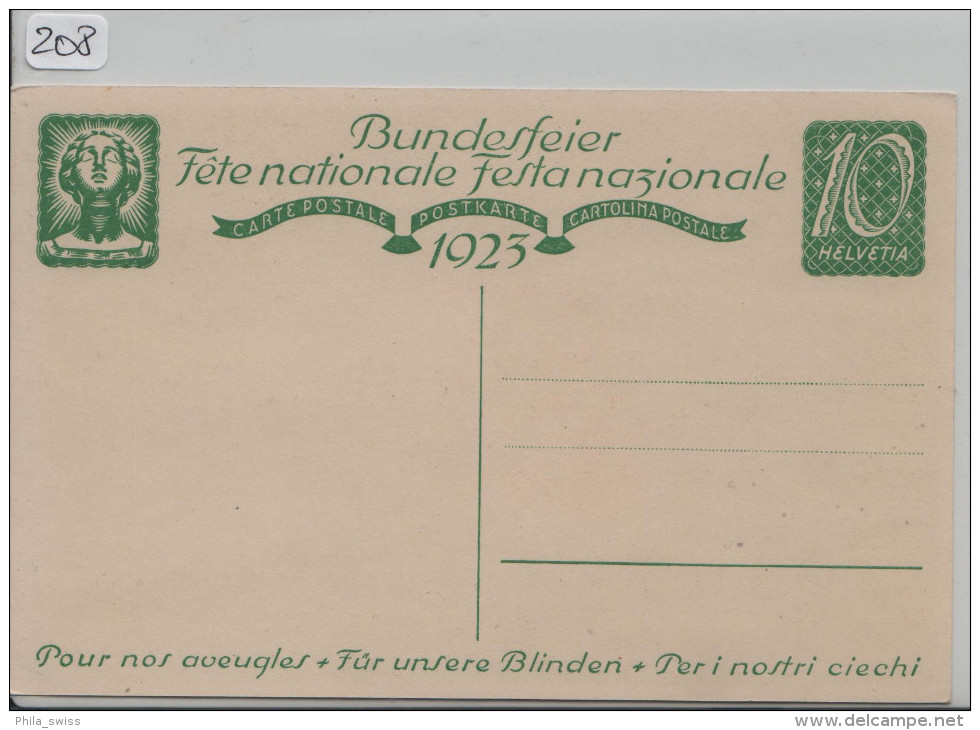 208
Bundesfeier
Fête nationale Festa nazionale
CARTE POSTALE POSTKARTE CARTOLINA POSTALE
1923
10
HELVETIA
Pour nos aveugles + Für unsere Blinden + Per i nostri ciechi
Phila_swiss
www.delcampe.net